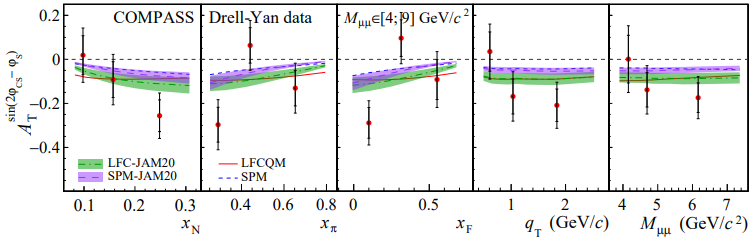 COMPASS Drell-Yan data M_μμ∈[4; 9] GeV/c²
A_T^sin(2φ_CS − φ_S)
0.2
0
−0.2
−0.4
LFC-JAM20 LFCQM
SPM-JAM20 SPM
0.1 0.2 0.3 0.2 0.4 0.6 0.8 0 0.5 1 2 4 5 6 7
x_N x_π x_F q_T (GeV/c) M_μμ (GeV/c²)